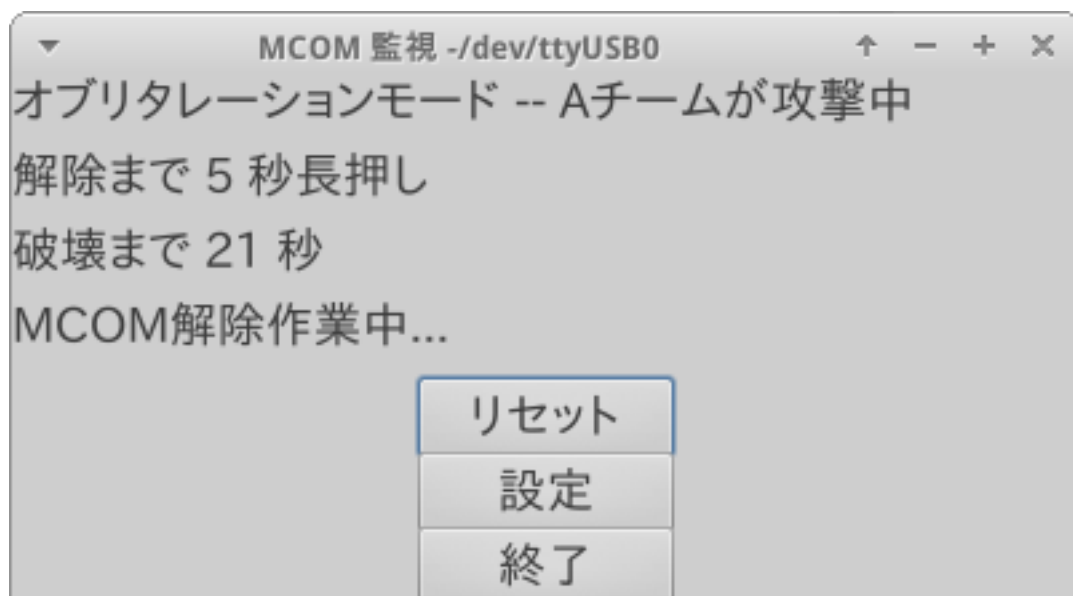 MCOM 監視 -/dev/ttyUSB0
オブリタレーションモード -- Aチームが攻撃中
解除まで 5 秒長押し
破壊まで 21 秒
MCOM解除作業中...
リセット
設定
終了